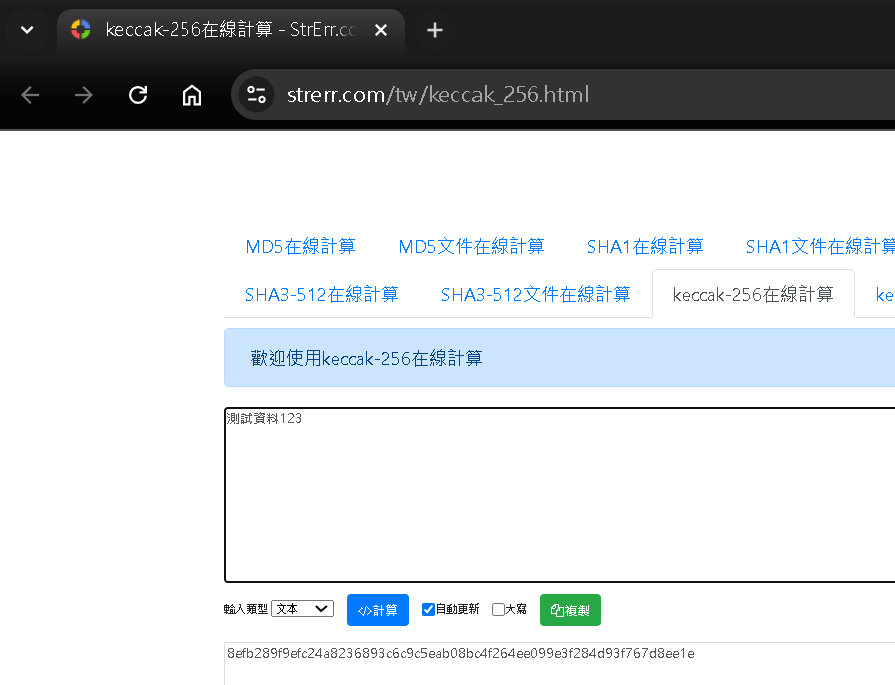 keccak-256在線計算 - StrErr.cc
strerr.com/tw/keccak_256.html
MD5在線計算 MD5文件在線計算 SHA1在線計算 SHA1文件在線計算
SHA3-512在線計算 SHA3-512文件在線計算 keccak-256在線計算 ke
歡迎使用keccak-256在線計算
測試資料123
輸入類型 文本 </>計算 自動更新 大寫 複製
8efb289f9efc24a8236893c6c9c5eab08bc4f264ee099e3f284d93f767d8ee1e